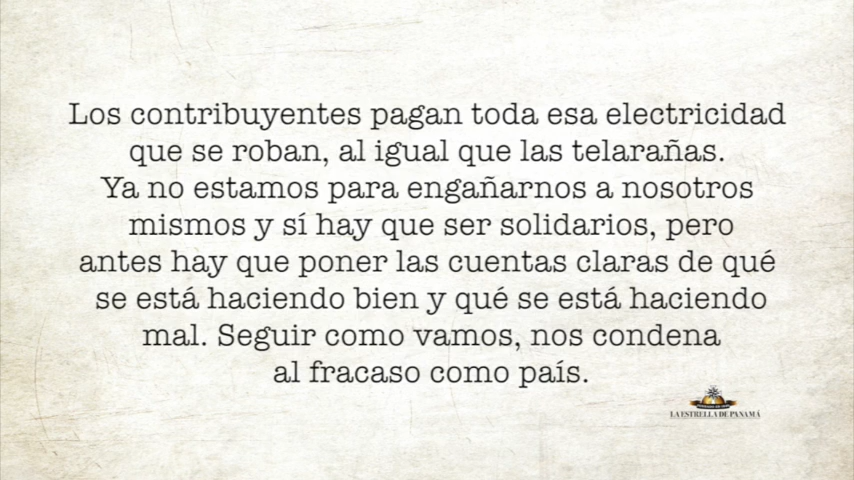 Los contribuyentes pagan toda esa electricidad
que se roban, al igual que las telarañas.
Ya no estamos para engañarnos a nosotros
mismos y sí hay que ser solidarios, pero
antes hay que poner las cuentas claras de qué
se está haciendo bien y qué se está haciendo
mal. Seguir como vamos, nos condena
al fracaso como país.
LA ESTRELLA DE PANAMÁ